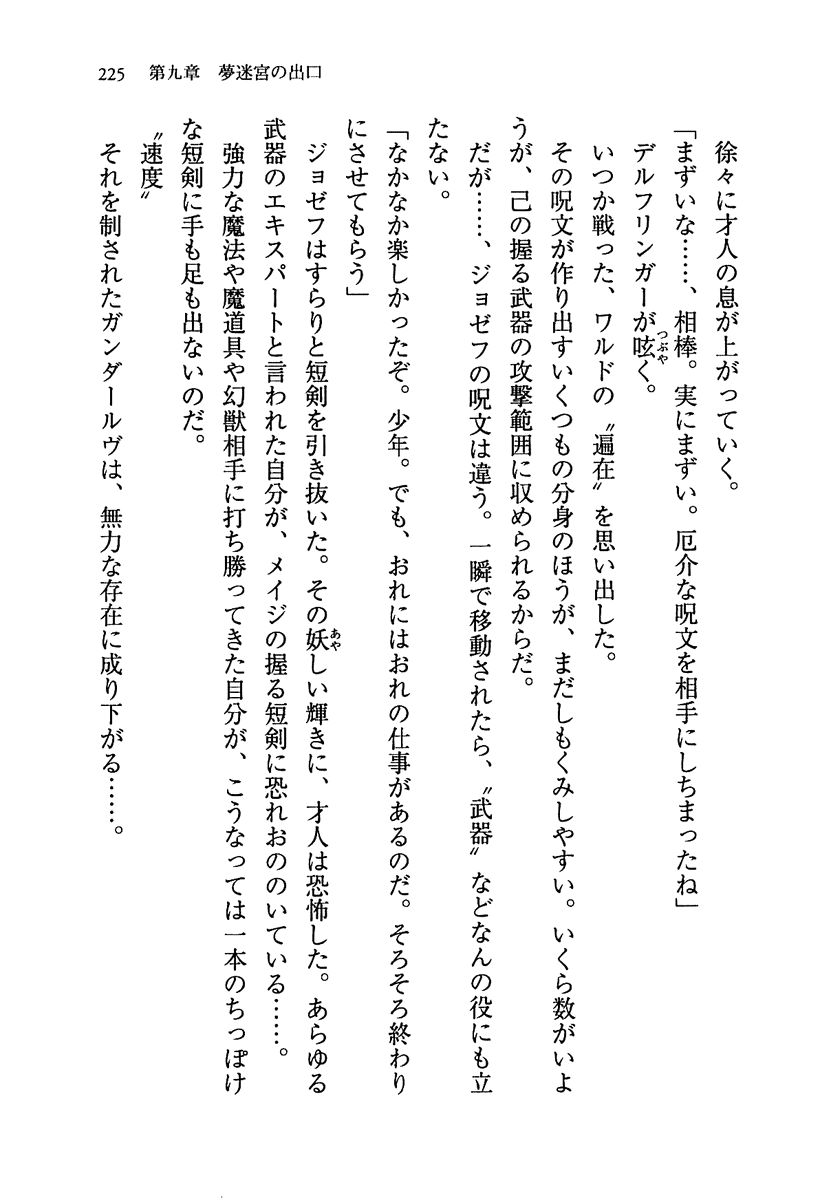 225　第九章　夢迷宮の出口
　徐々に才人の息が上がっていく。
「まずいな……、相棒。実にまずい。厄介な呪文を相手にしちまったね」
　デルフリンガーが呟く。
　いつか戦った、ワルドの〝遍在〟を思い出した。
　その呪文が作り出すいくつもの分身のほうが、まだしもくみしやすい。いくら数がいよ
うが、己の握る武器の攻撃範囲に収められるからだ。
　だが……、ジョゼフの呪文は違う。一瞬で移動されたら、〝武器〟などなんの役にも立
たない。
「なかなか楽しかったぞ。少年。でも、おれにはおれの仕事があるのだ。そろそろ終わり
にさせてもらう」
　ジョゼフはすらりと短剣を引き抜いた。その妖しい輝きに、才人は恐怖した。あらゆる
武器のエキスパートと言われた自分が、メイジの握る短剣に恐れおののいている……。
　強力な魔法や魔道具や幻獣相手に打ち勝ってきた自分が、こうなっては一本のちっぽけ
な短剣に手も足も出ないのだ。
〝速度〟
　それを制されたガンダールヴは、無力な存在に成り下がる……。